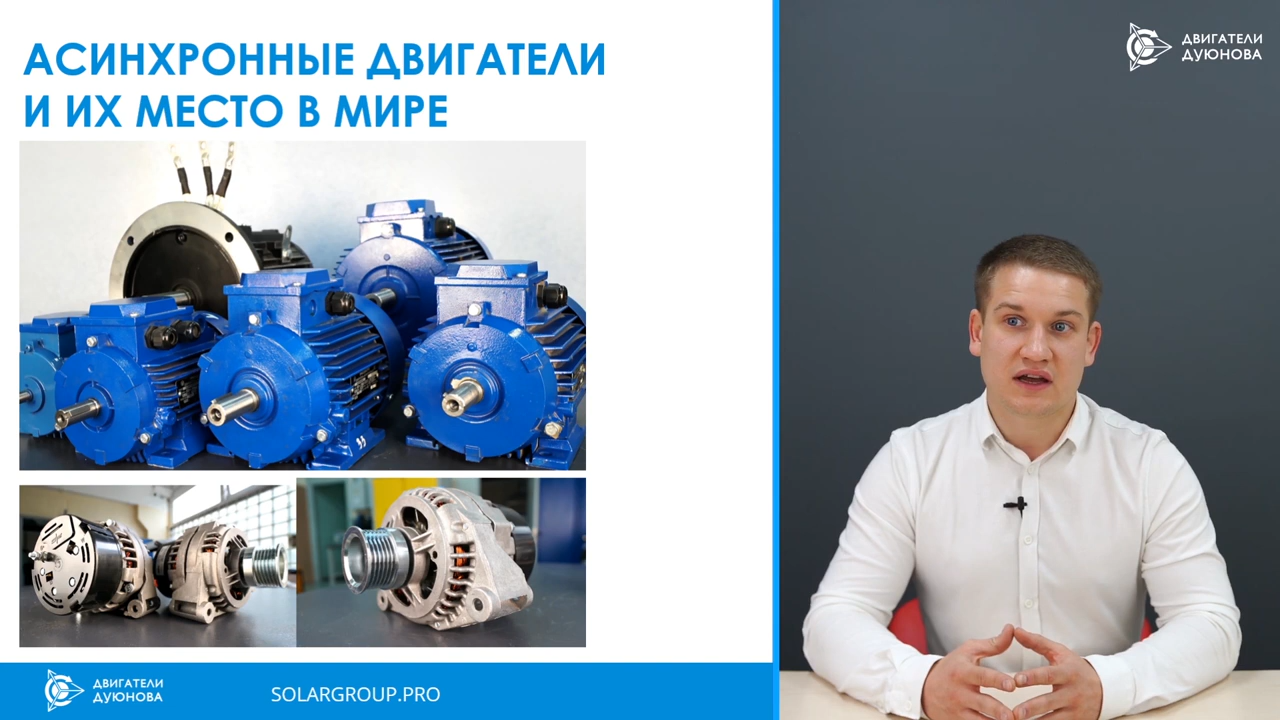 АСИНХРОННЫЕ ДВИГАТЕЛИ
И ИХ МЕСТО В МИРЕ
ДВИГАТЕЛИ
ДУЮНОВА
ДВИГАТЕЛИ
ДУЮНОВА
SOLARGROUP.PRO